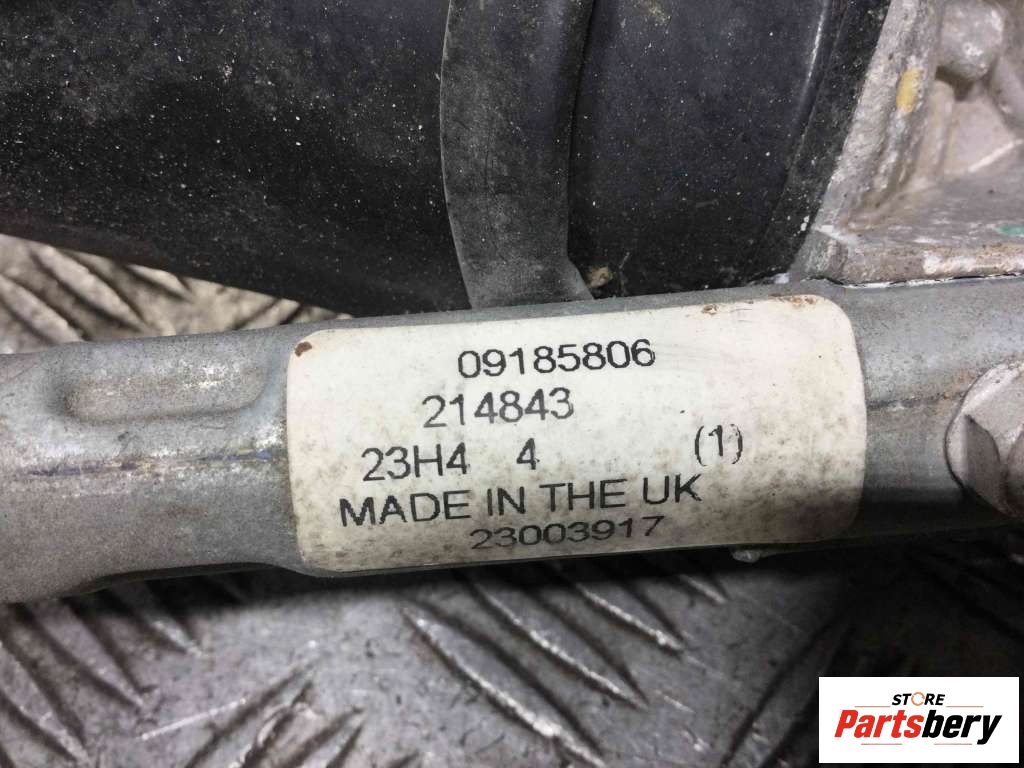 09185806
214843
23H4 4 (1)
MADE IN THE UK
23003917
STORE
Partsbery